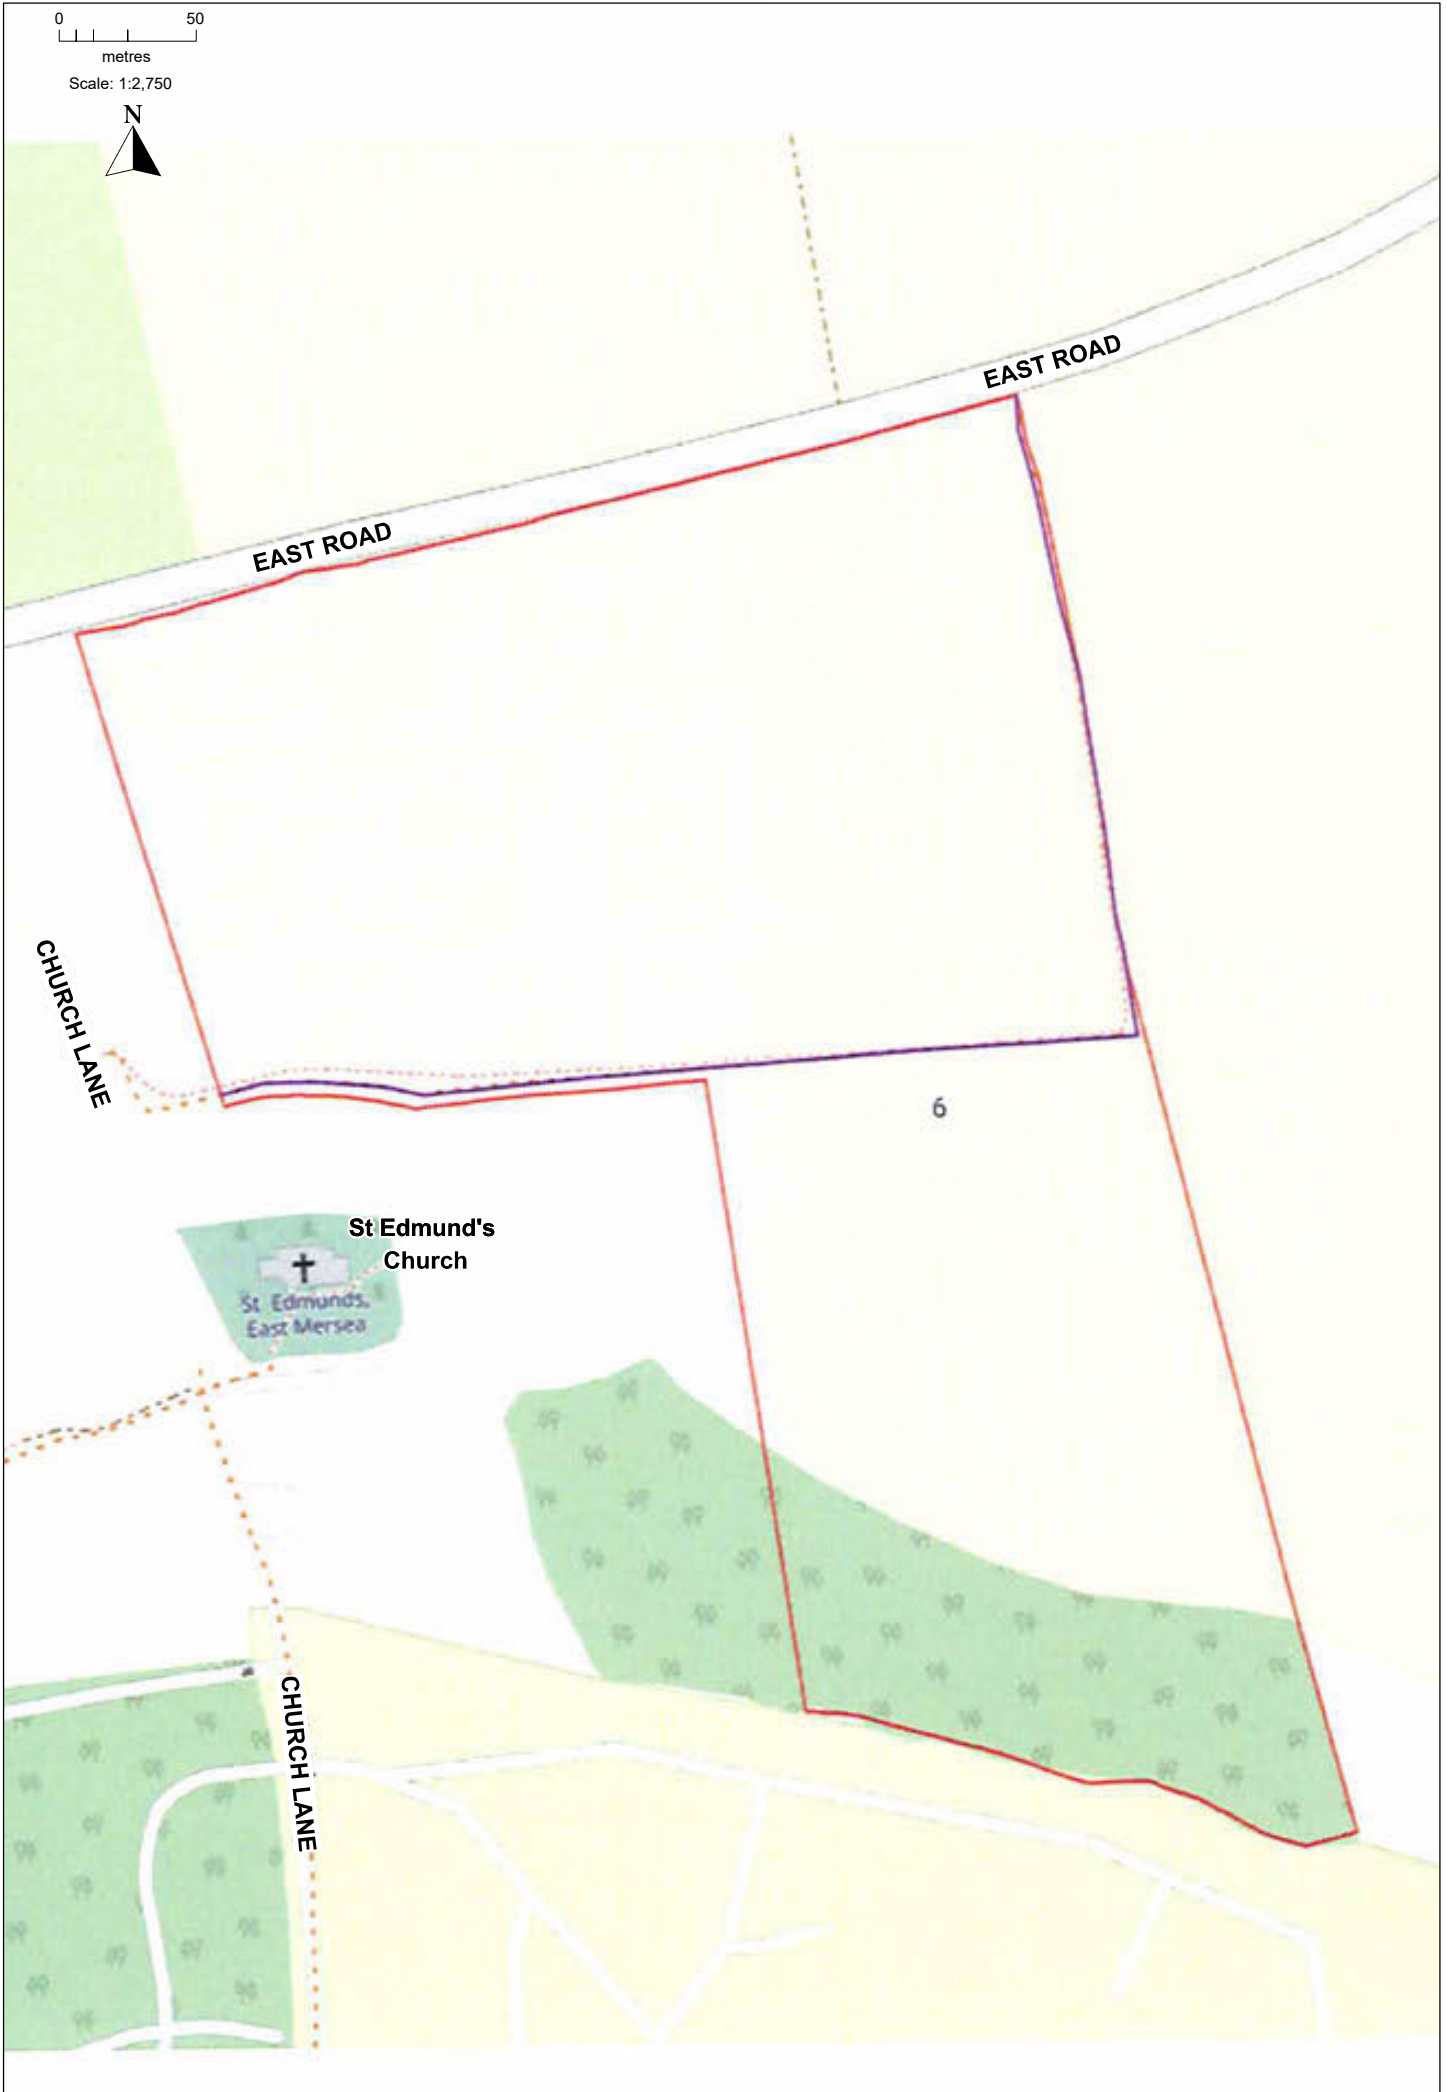 0 50
metres
Scale: 1:2,750
N
EAST ROAD
EAST ROAD
CHURCH LANE
6
St Edmund's
Church
St Edmunds,
East Mersea
CHURCH LANE